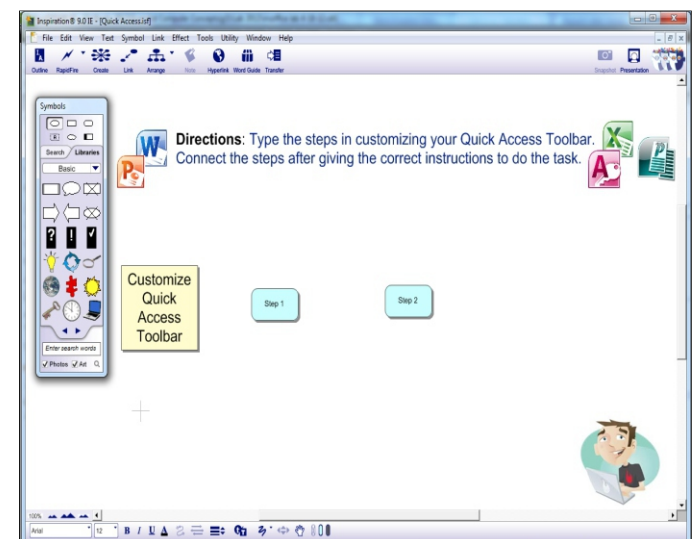 Inspiration® 9.0 IE - [Quick Access.isf]
File Edit View Text Symbol Link Effect Tools Utility Window Help
Outline RapidFire Create Link Arrange Note Hyperlink Word Guide Transfer Snapshot Presentation
Symbols
Search Libraries
Basic
Enter search words
Photos Art
Directions: Type the steps in customizing your Quick Access Toolbar.
Connect the steps after giving the correct instructions to do the task.
Customize
Quick
Access
Toolbar
Step 1
Step 2
100%
Arial 12 B I U A